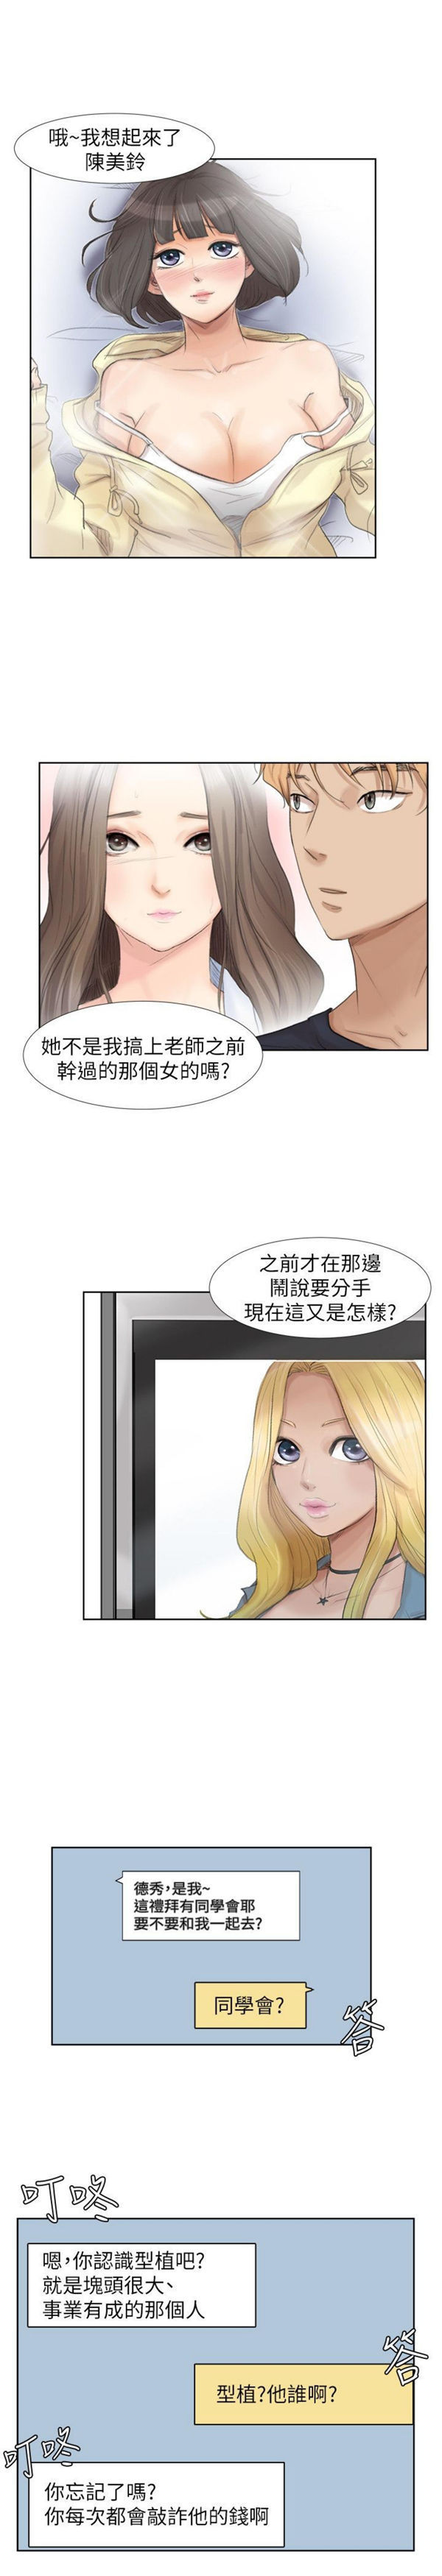 哦~我想起來了
陳美鈴
她不是我搞上老師之前
幹過的那個女的嗎?
之前才在那邊
鬧說要分手
現在這又是怎樣?
德秀,是我~
這禮拜有同學會耶
要不要和我一起去?
同學會?
答
叮咚
嗯,你認識型植吧?
就是塊頭很大、
事業有成的那個人
答
型植?他誰啊?
叮咚
你忘記了嗎?
你每次都會敲詐他的錢啊